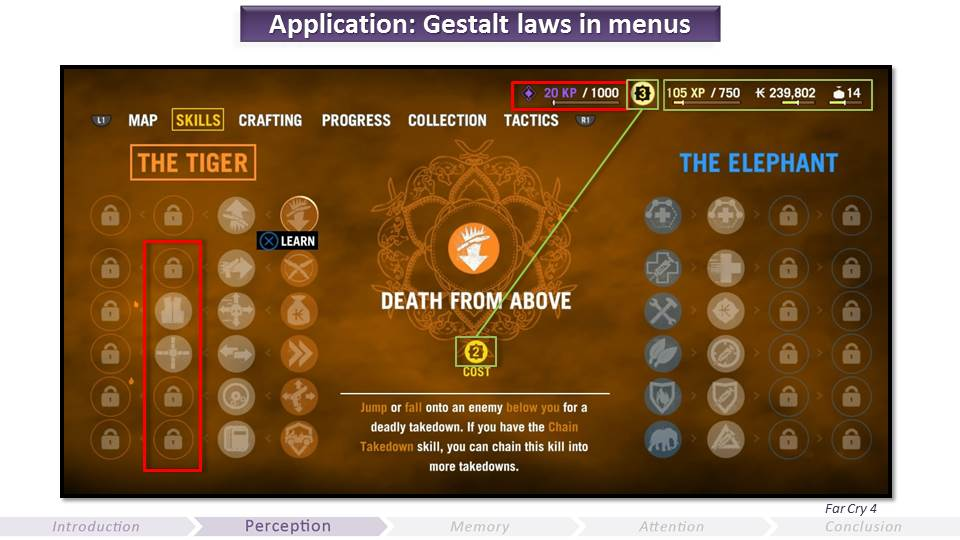 Application: Gestalt laws in menus
20 KP / 1000
3
105 XP / 750
K 239,802
14
L1 MAP SKILLS CRAFTING PROGRESS COLLECTION TACTICS R1
THE TIGER
THE ELEPHANT
LEARN
DEATH FROM ABOVE
2
COST
Jump or fall onto an enemy below you for a
deadly takedown. If you have the Chain
Takedown skill, you can chain this kill into
more takedowns.
Far Cry 4
Introduction Perception Memory Attention Conclusion